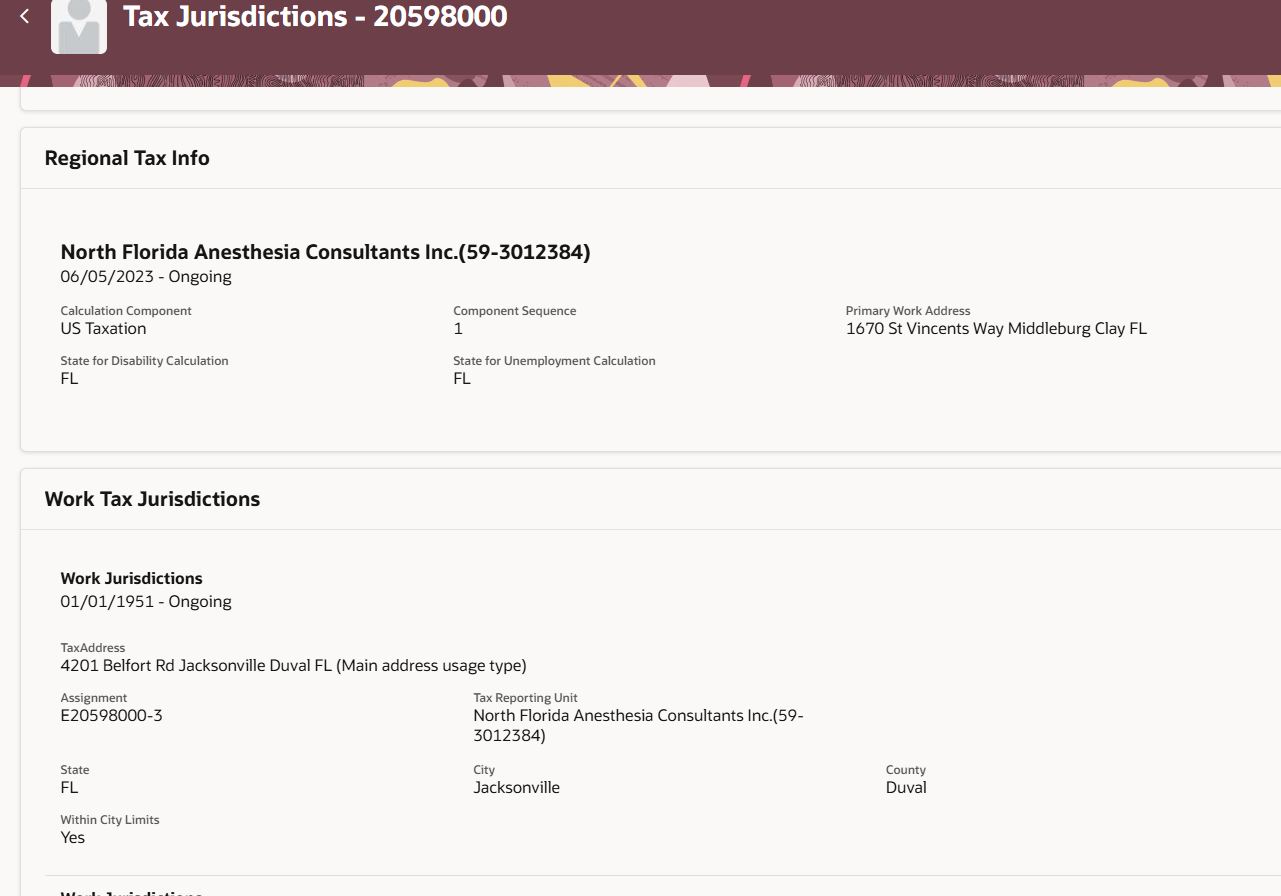 Tax Jurisdictions - 20598000
Regional Tax Info
North Florida Anesthesia Consultants Inc.(59-3012384)
06/05/2023 - Ongoing
Calculation Component
US Taxation
Component Sequence
1
Primary Work Address
1670 St Vincents Way Middleburg Clay FL
State for Disability Calculation
FL
State for Unemployment Calculation
FL
Work Tax Jurisdictions
Work Jurisdictions
01/01/1951 - Ongoing
TaxAddress
4201 Belfort Rd Jacksonville Duval FL (Main address usage type)
Assignment
E20598000-3
Tax Reporting Unit
North Florida Anesthesia Consultants Inc.(59-
3012384)
State
FL
City
Jacksonville
County
Duval
Within City Limits
Yes
Work Jurisdictions